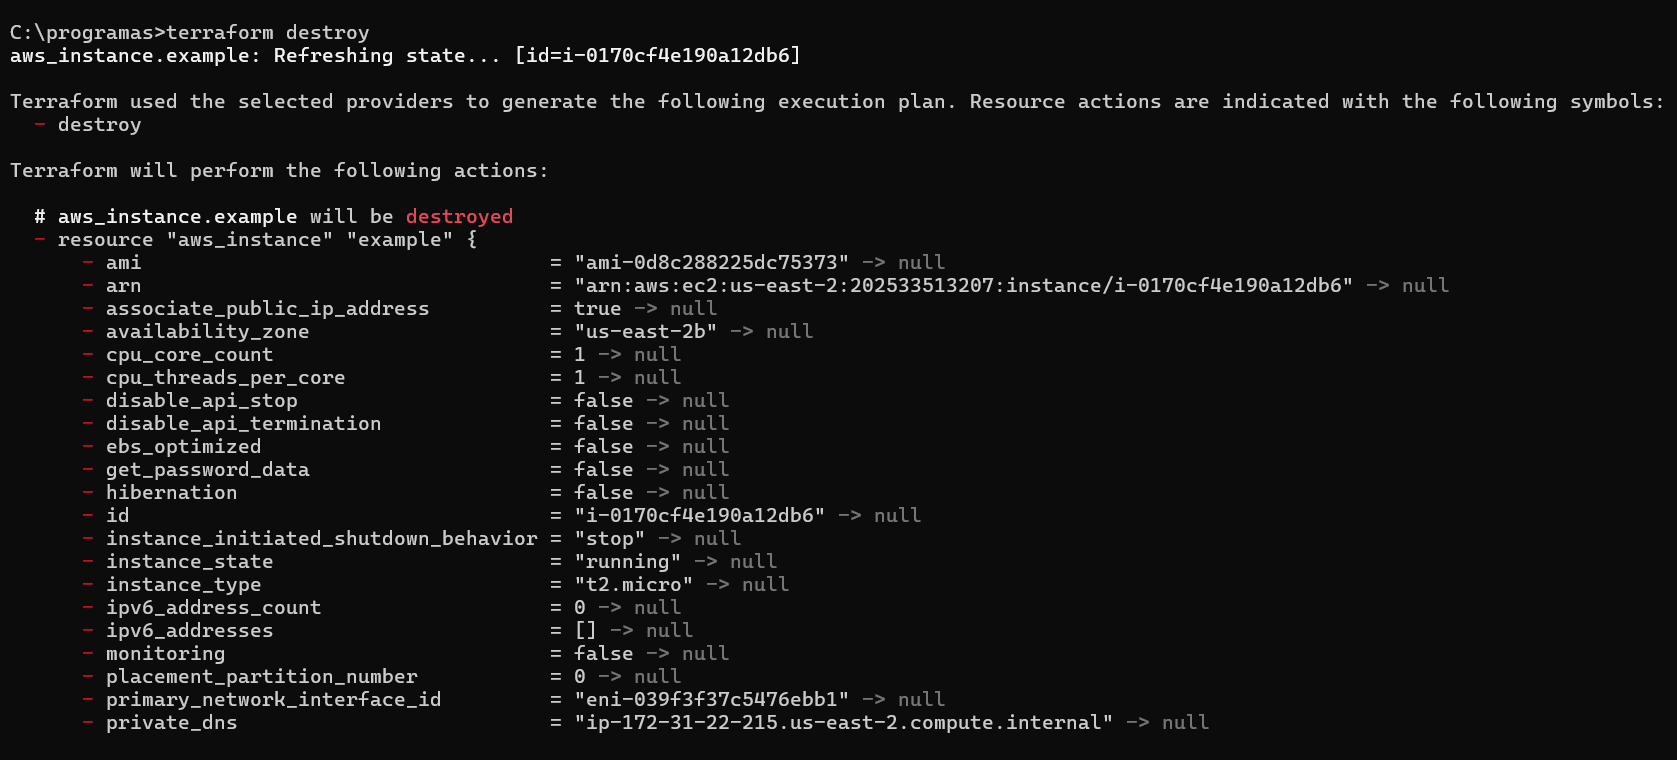 C:\programas>terraform destroy
aws_instance.example: Refreshing state... [id=i-0170cf4e190a12db6]
Terraform used the selected providers to generate the following execution plan. Resource actions are indicated with the following symbols:
- destroy
Terraform will perform the following actions:
# aws_instance.example will be destroyed
- resource "aws_instance" "example" {
- ami = "ami-0d8c288225dc75373" -> null
- arn = "arn:aws:ec2:us-east-2:202533513207:instance/i-0170cf4e190a12db6" -> null
- associate_public_ip_address = true -> null
- availability_zone = "us-east-2b" -> null
- cpu_core_count = 1 -> null
- cpu_threads_per_core = 1 -> null
- disable_api_stop = false -> null
- disable_api_termination = false -> null
- ebs_optimized = false -> null
- get_password_data = false -> null
- hibernation = false -> null
- id = "i-0170cf4e190a12db6" -> null
- instance_initiated_shutdown_behavior = "stop" -> null
- instance_state = "running" -> null
- instance_type = "t2.micro" -> null
- ipv6_address_count = 0 -> null
- ipv6_addresses = [] -> null
- monitoring = false -> null
- placement_partition_number = 0 -> null
- primary_network_interface_id = "eni-039f3f37c5476ebb1" -> null
- private_dns = "ip-172-31-22-215.us-east-2.compute.internal" -> null